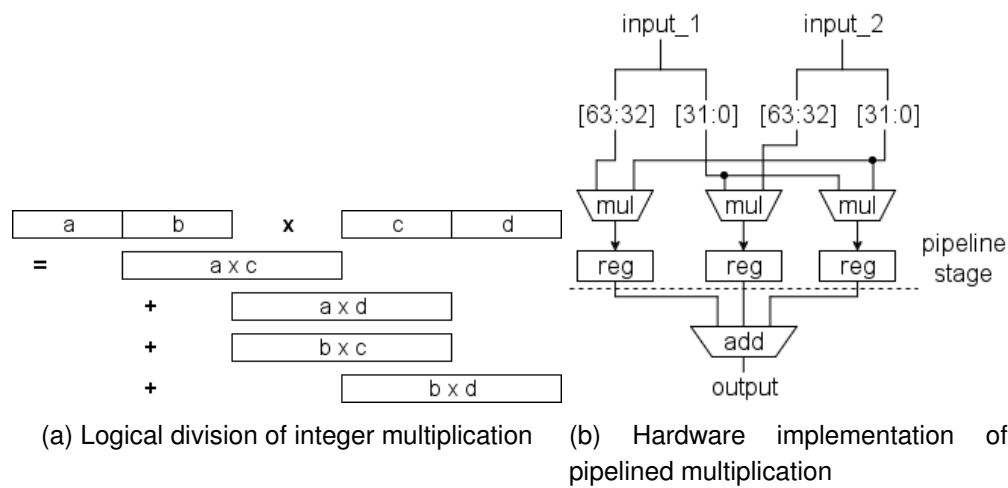 input_1 input_2
[63:32] [31:0] [63:32] [31:0]
mul mul mul
reg reg reg
pipeline
stage
add
output
a b x c d
= a x c
+ a x d
+ b x c
+ b x d
(a) Logical division of integer multiplication
(b) Hardware implementation of
pipelined multiplication